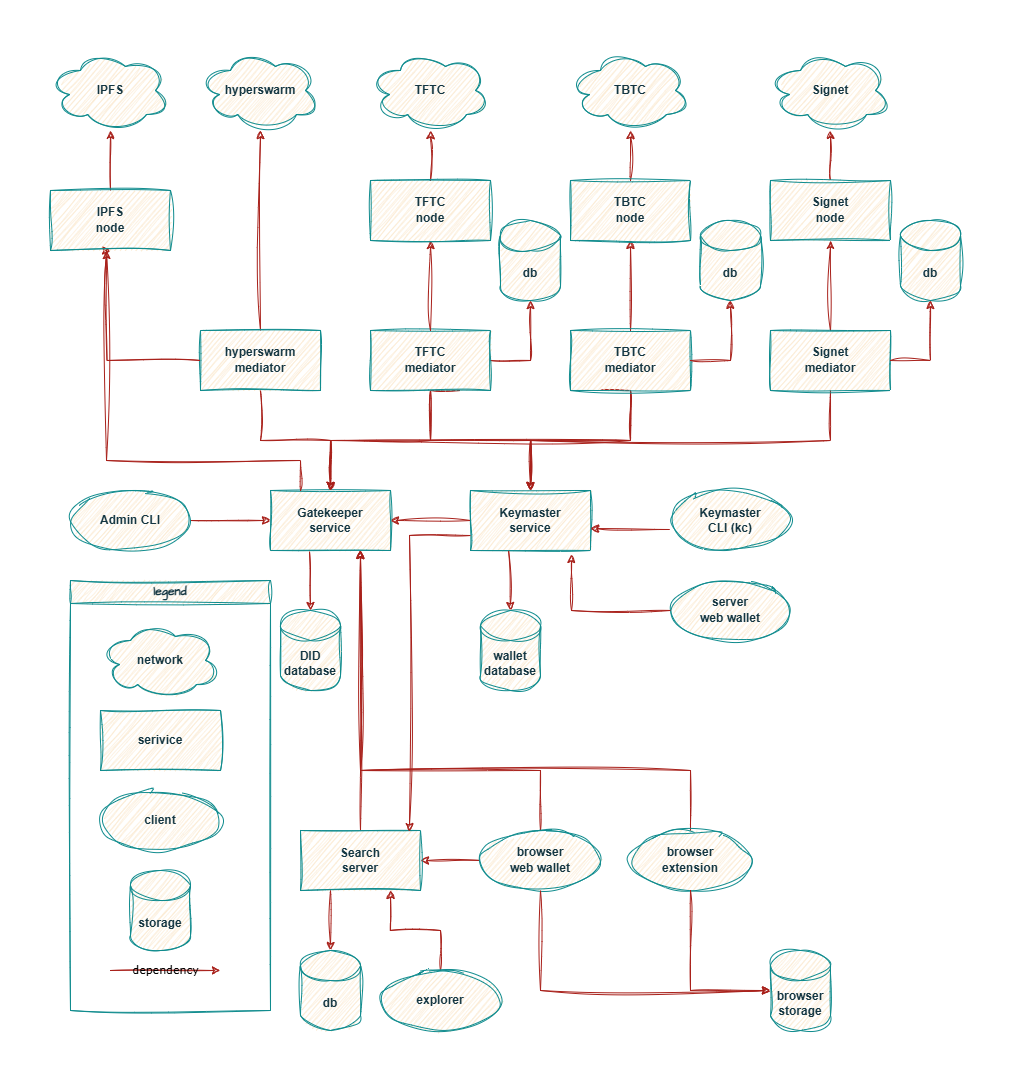 IPFS
hyperswarm
TFTC
TBTC
Signet
IPFS
node
TFTC
node
TBTC
node
Signet
node
db
db
db
hyperswarm
mediator
TFTC
mediator
TBTC
mediator
Signet
mediator
Admin CLI
Gatekeeper
service
Keymaster
service
Keymaster
CLI (kc)
server
web wallet
DID
database
wallet
database
legend
network
serivice
client
storage
dependency
Search
server
browser
web wallet
browser
extension
db
explorer
browser
storage